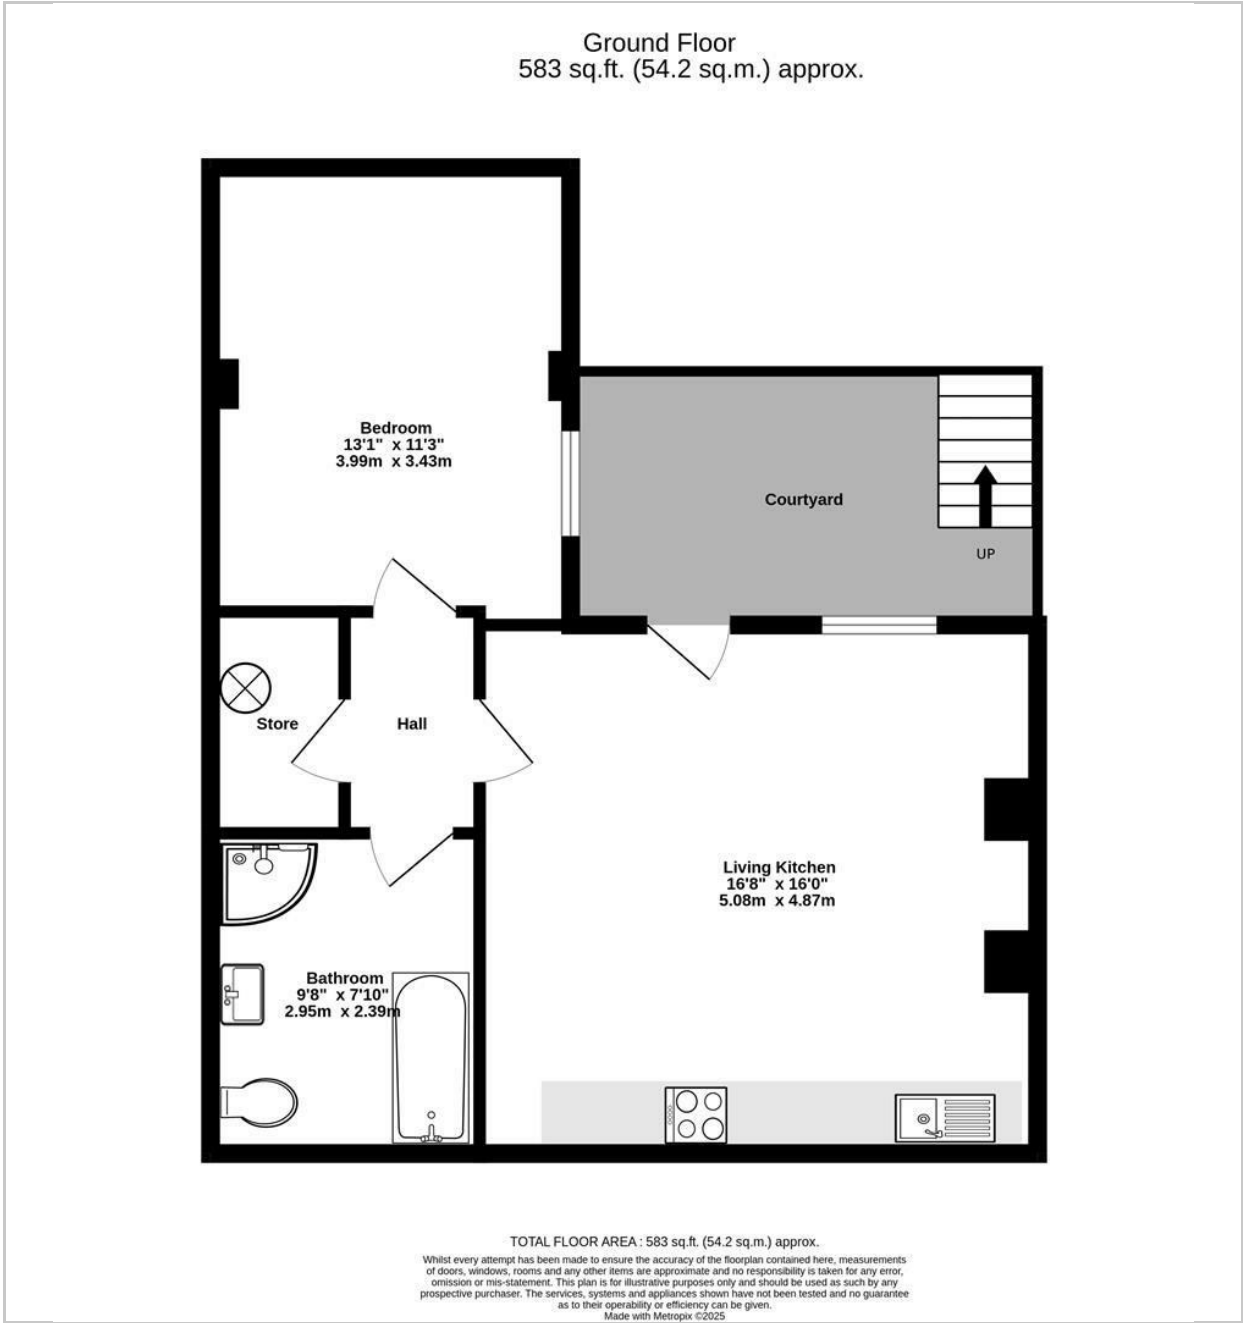 Ground Floor
583 sq.ft. (54.2 sq.m.) approx.
Bedroom
13'1" x 11'3"
3.99m x 3.43m
Courtyard
UP
Store
Hall
Living Kitchen
16'8" x 16'0"
5.08m x 4.87m
Bathroom
9'8" x 7'10"
2.95m x 2.39m
TOTAL FLOOR AREA : 583 sq.ft. (54.2 sq.m.) approx.
Whilst every attempt has been made to ensure the accuracy of the floorplan contained here, measurements
of doors, windows, rooms and any other items are approximate and no responsibility is taken for any error,
omission or mis-statement. This plan is for illustrative purposes only and should be used as such by any
prospective purchaser. The services, systems and appliances shown have not been tested and no guarantee
as to their operability or efficiency can be given.
Made with Metropix ©2025